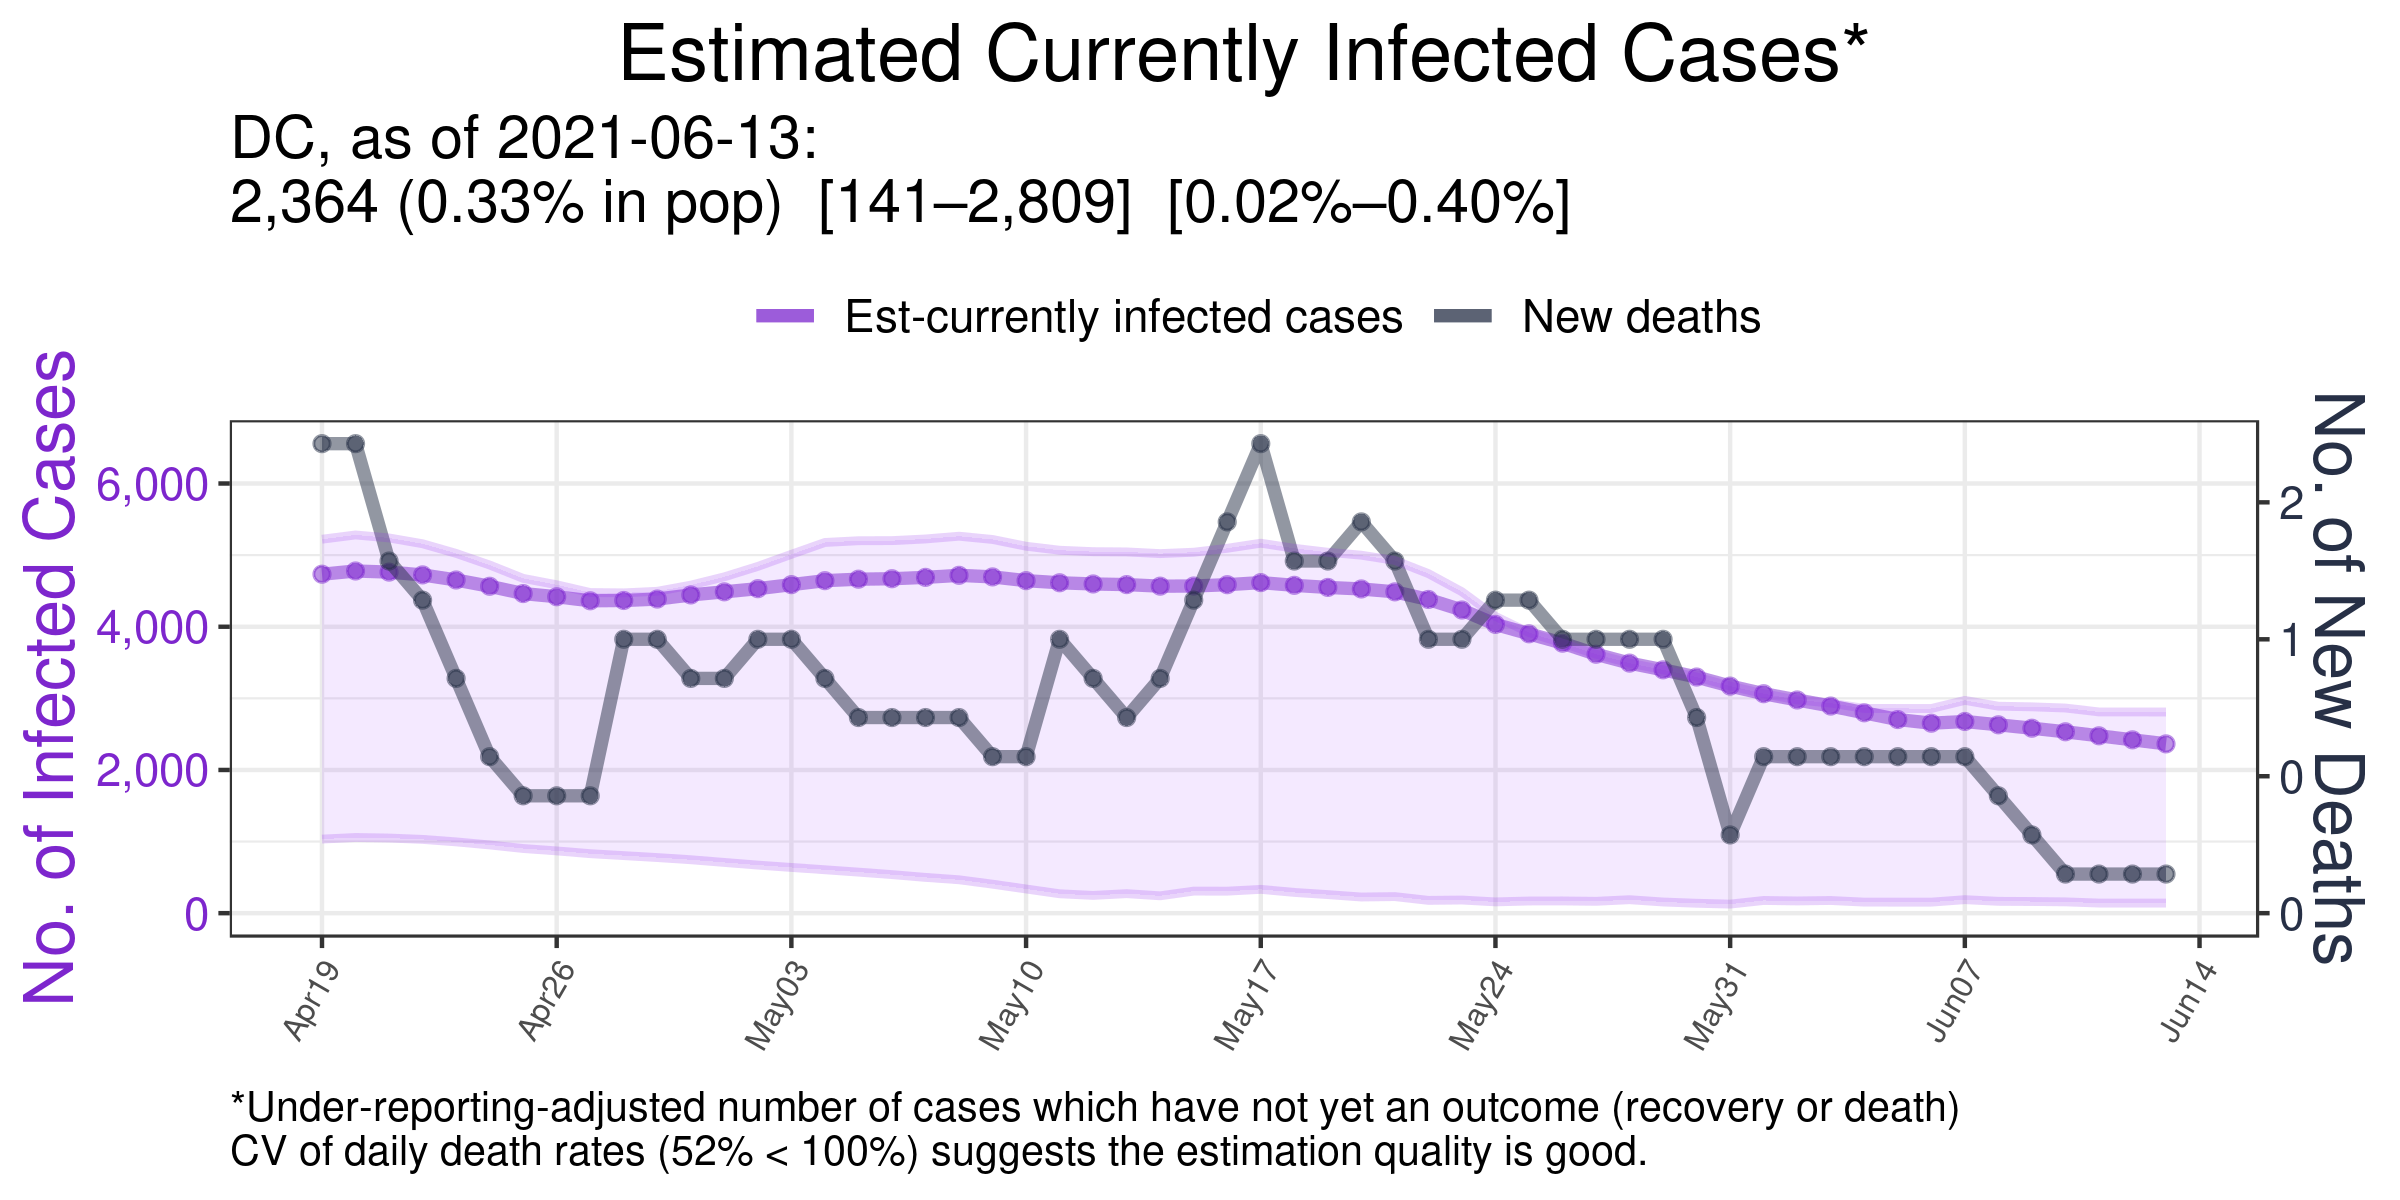 Estimated Currently Infected Cases*
DC, as of 2021-06-13:
2,364 (0.33% in pop)  [141–2,809]  [0.02%–0.40%]
Est-currently infected cases
New deaths
No. of Infected Cases
6,000
4,000
2,000
0
2
1
0
0
No. of New Deaths
Apr19
Apr26
May03
May10
May17
May24
May31
Jun07
Jun14
*Under-reporting-adjusted number of cases which have not yet an outcome (recovery or death)
CV of daily death rates (52% < 100%) suggests the estimation quality is good.